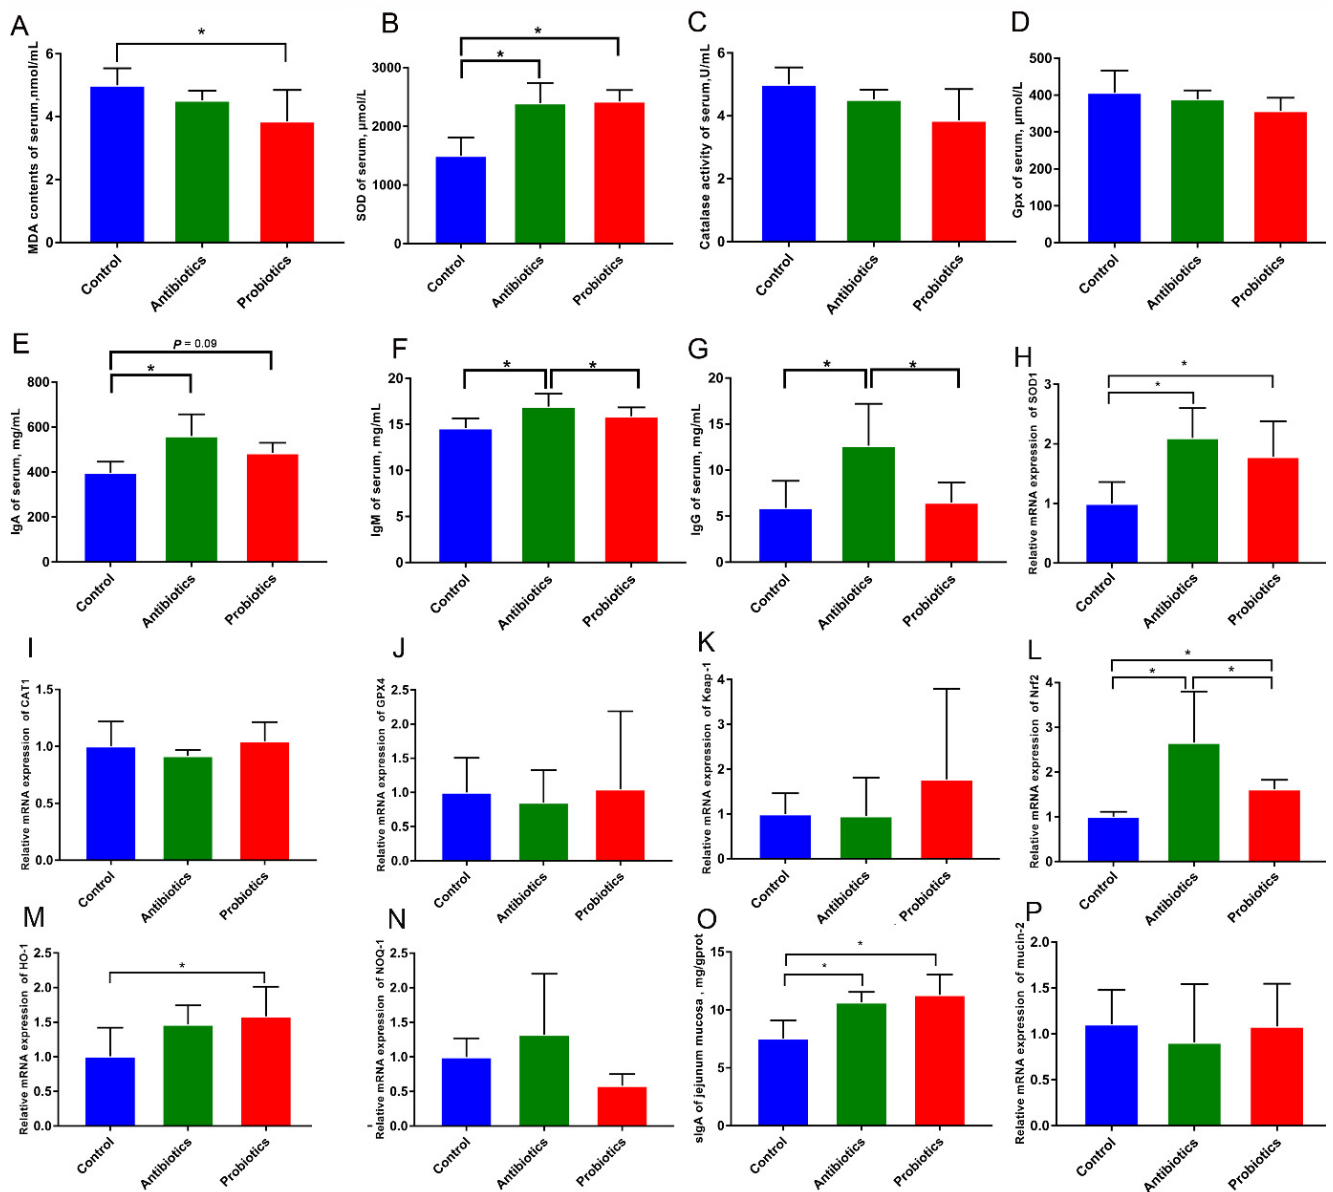 A
MDA contents of serum,nmol/mL
6
4
2
0
*
Control
Antibiotics
Probiotics
B
SOD of serum, µmol/L
3000
2000
1000
0
*
*
Control
Antibiotics
Probiotics
C
Catalase activity of serum,U/mL
6
4
2
0
Control
Antibiotics
Probiotics
D
Gpx of serum, µmol/L
500
400
300
200
100
0
Control
Antibiotics
Probiotics
E
IgA of serum, mg/mL
800
600
400
200
0
P = 0.09
*
Control
Antibiotics
Probiotics
F
IgM of serum, mg/mL
20
15
10
5
0
*
*
Control
Antibiotics
Probiotics
G
IgG of serum, mg/mL
20
15
10
5
0
*
*
Control
Antibiotics
Probiotics
H
Relative mRNA expression of SOD1
3
2
1
0
*
*
Control
Antibiotics
Probiotics
I
Relative mRNA expression of CAT1
1.5
1.0
0.5
0.0
Control
Antibiotics
Probiotics
J
Relative mRNA expression of GPX4
2.5
2.0
1.5
1.0
0.5
0.0
Control
Antibiotics
Probiotics
K
Relative mRNA expression of Keap-1
4
3
2
1
0
Control
Antibiotics
Probiotics
L
Relative mRNA expression of Nrf2
4
3
2
1
0
*
*
*
Control
Antibiotics
Probiotics
M
Relative mRNA expression of HO-1
2.5
2.0
1.5
1.0
0.5
0.0
*
Control
Antibiotics
Probiotics
N
Relative mRNA expression of NOQ-1
2.5
2.0
1.5
1.0
0.5
0.0
Control
Antibiotics
Probiotics
O
sIgA of jejunum mucosa , mg/gprot
15
10
5
0
*
*
Control
Antibiotics
Probiotics
P
Relative mRNA expression of mucin-2
2.0
1.5
1.0
0.5
0.0
Control
Antibiotics
Probiotics